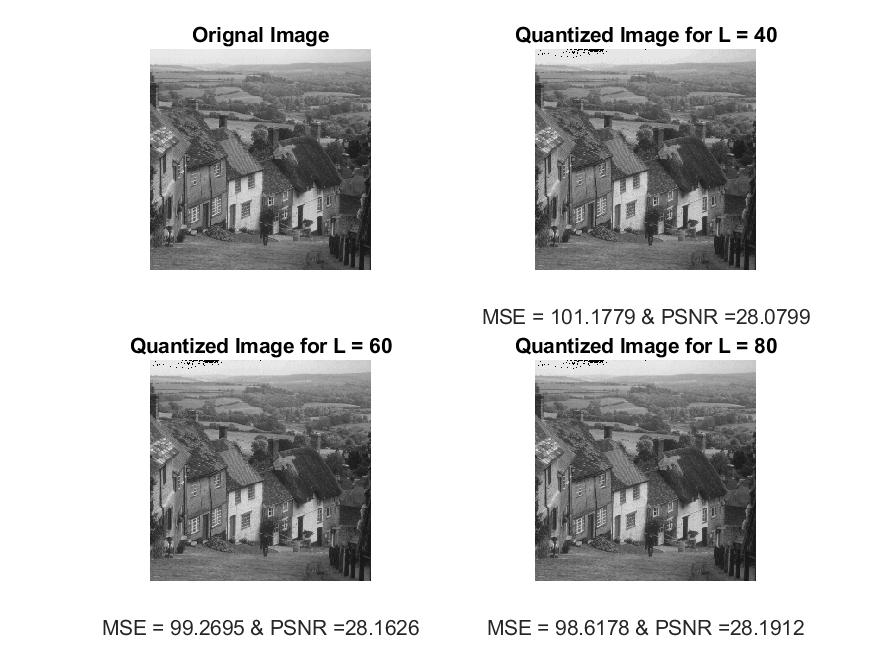 Orignal Image
Quantized Image for L = 40
MSE = 101.1779 & PSNR =28.0799
Quantized Image for L = 60
Quantized Image for L = 80
MSE = 99.2695 & PSNR =28.1626
MSE = 98.6178 & PSNR =28.1912